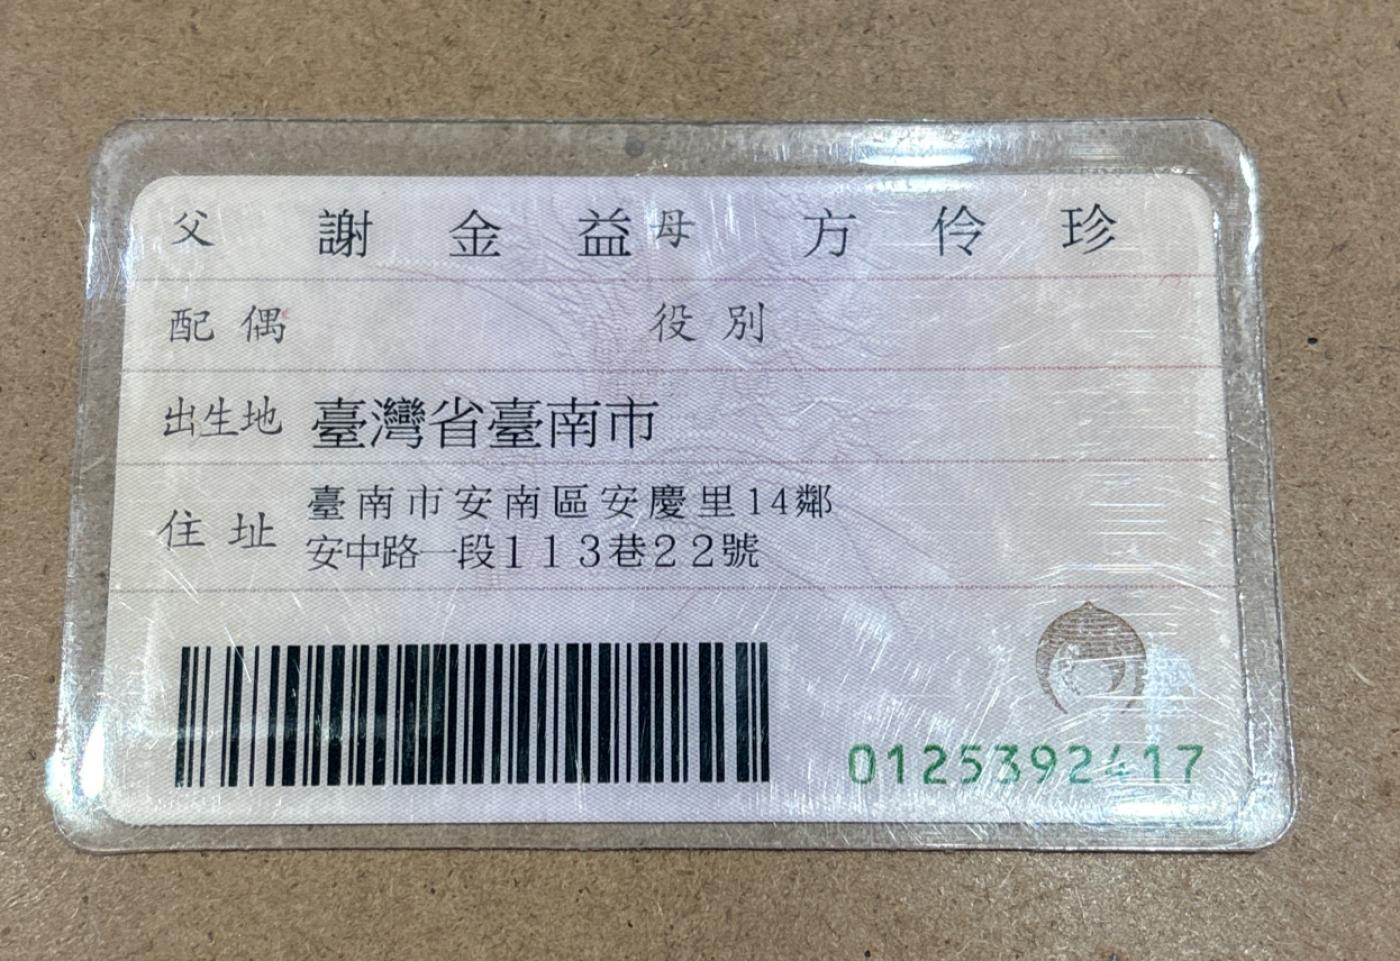 父 謝金益 母 方伶珍
配偶 役別
出生地 臺灣省臺南市
住址 臺南市安南區安慶里14鄰
安中路一段113巷22號
0125392417